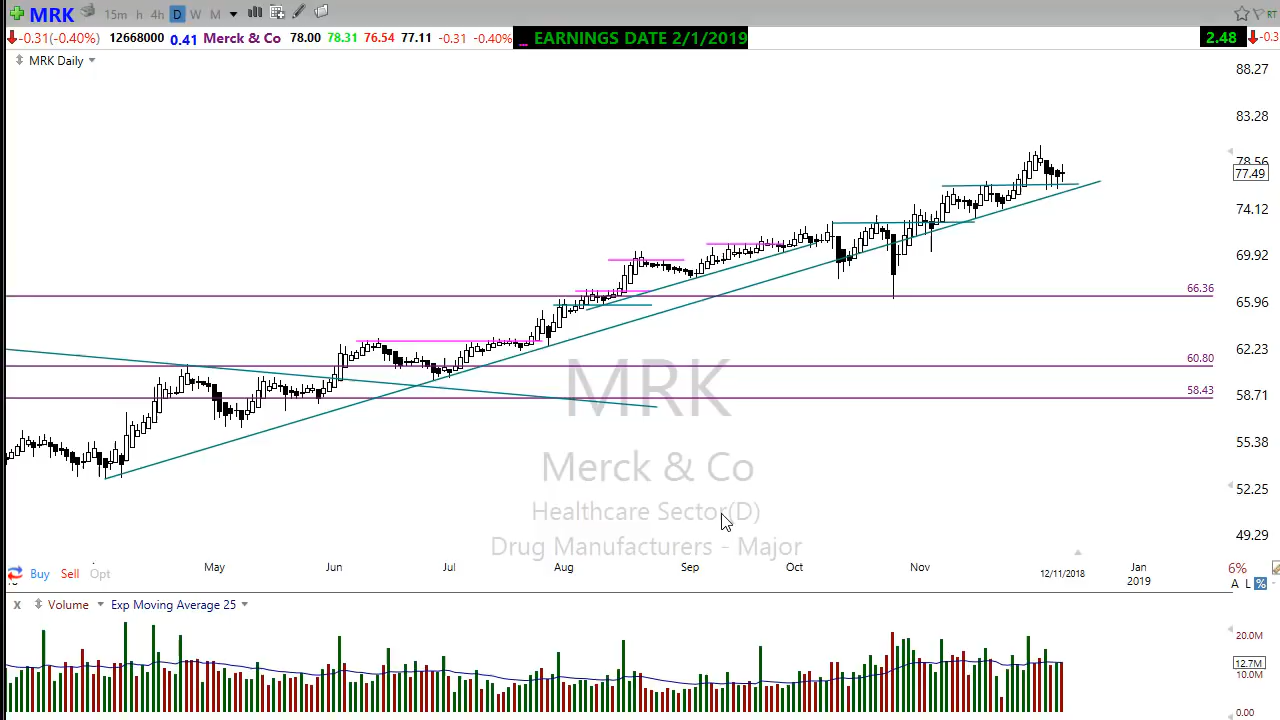 MRK 15m h 4h D W M RT
-0.31(-0.40%) 12668000 0.41 Merck & Co 78.00 78.31 76.54 77.11 -0.31 -0.40% ... EARNINGS DATE 2/1/2019 2.48 -0.3
MRK Daily
88.27
83.28
78.56
77.49
74.12
69.92
66.36
65.96
62.23
60.80
58.43
58.71
55.38
52.25
49.29
MRK
Merck & Co
Healthcare Sector(D)
Drug Manufacturers - Major
May Jun Jul Aug Sep Oct Nov 12/11/2018 Jan
2019
Buy Sell Opt
6%
A L %
x Volume Exp Moving Average 25
20.0M
12.7M
10.0M
0.00